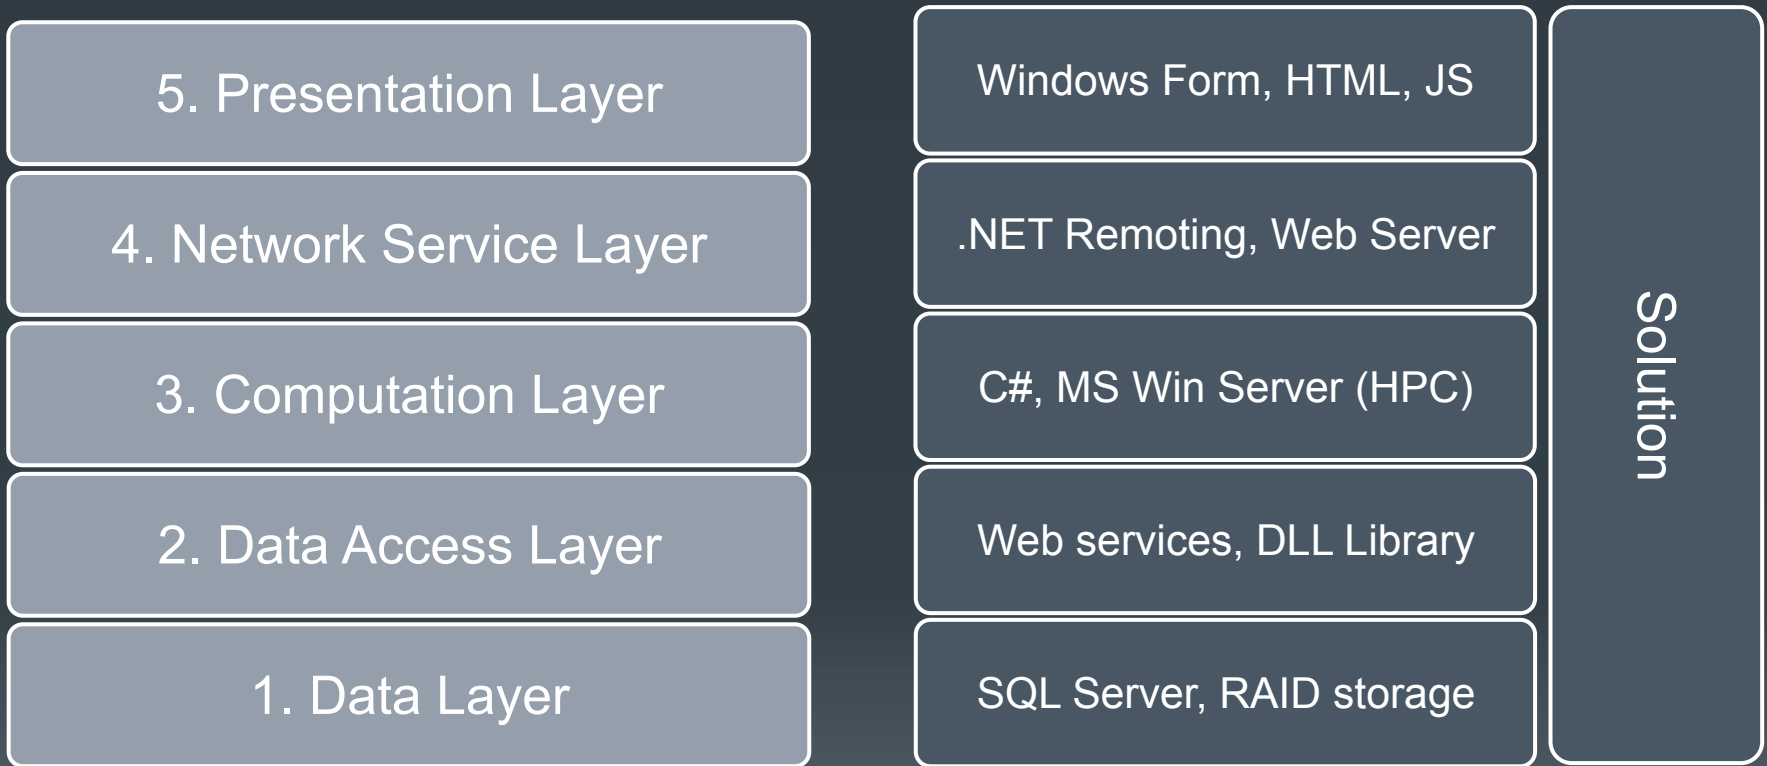 5. Presentation Layer
4. Network Service Layer
3. Computation Layer
2. Data Access Layer
1. Data Layer
Windows Form, HTML, JS
.NET Remoting, Web Server
C#, MS Win Server (HPC)
Web services, DLL Library
SQL Server, RAID storage
Solution